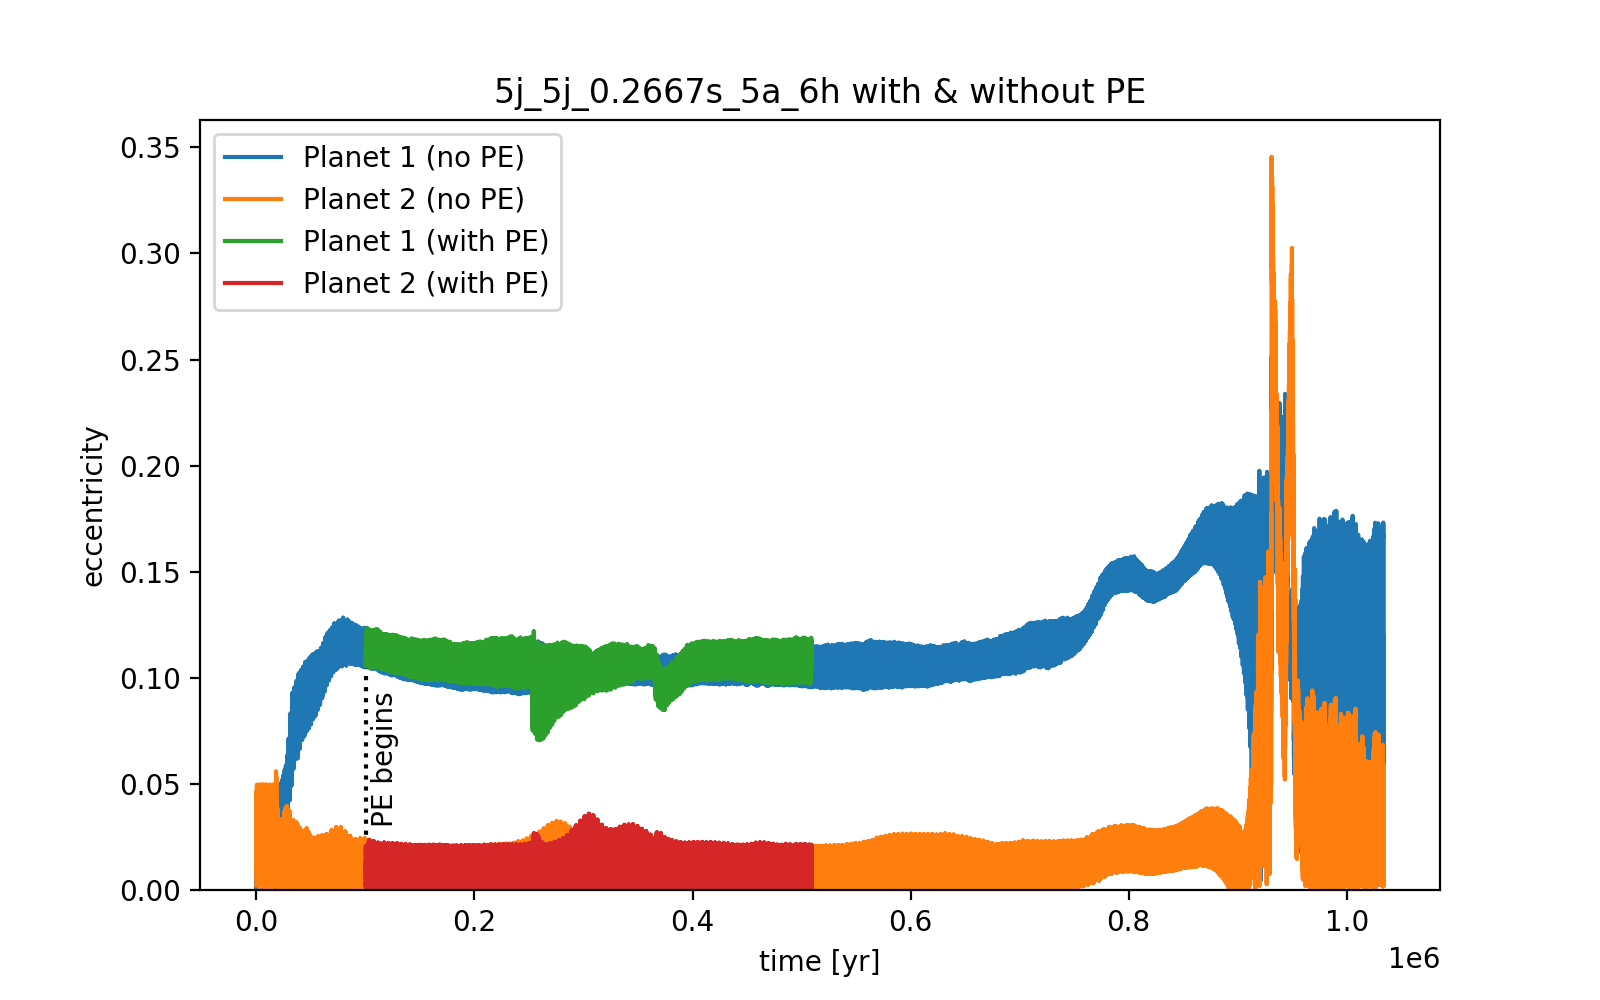 5j_5j_0.2667s_5a_6h with & without PE
Planet 1 (no PE)
Planet 2 (no PE)
Planet 1 (with PE)
Planet 2 (with PE)
0.35
0.30
0.25
0.20
0.15
0.10
0.05
0.00
eccentricity
PE begins
0.0 0.2 0.4 0.6 0.8 1.0
time [yr]
1e6